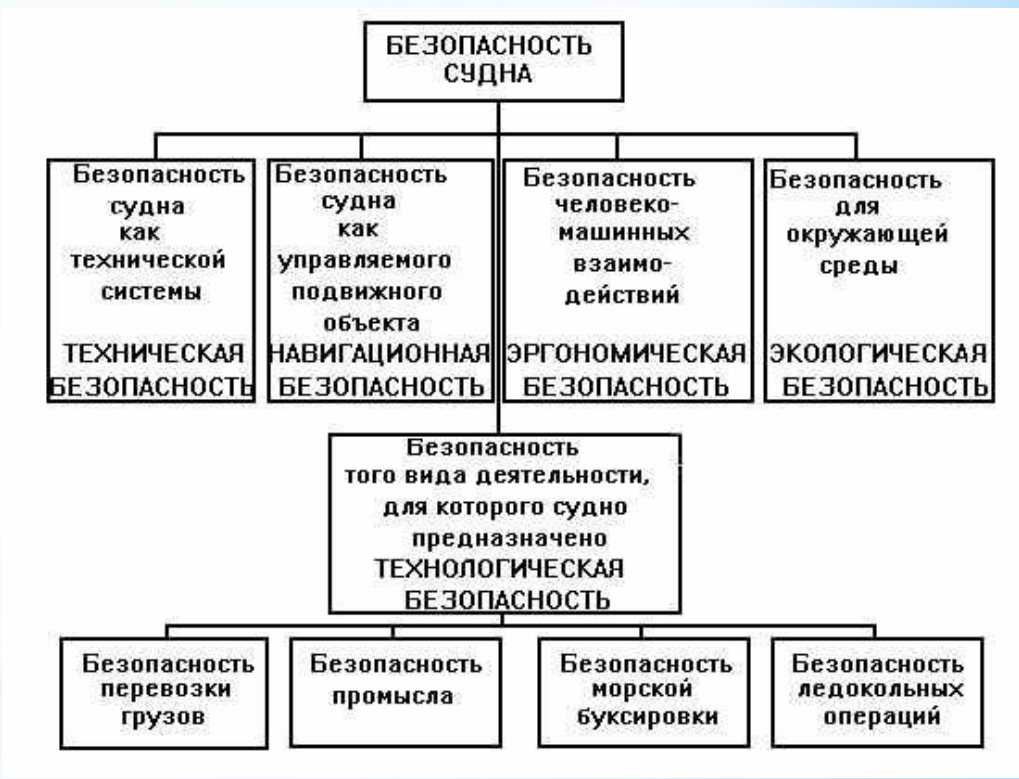 БЕЗОПАСНОСТЬ
СУДНА
Безопасность
судна
как
технической
системы
ТЕХНИЧЕСКАЯ
БЕЗОПАСНОСТЬ
Безопасность
судна
как
управляемого
подвижного
объекта
НАВИГАЦИОННАЯ
БЕЗОПАСНОСТЬ
Безопасность
человеко-
машинных
взаимо-
действий
ЭРГОНОМИЧЕСКАЯ
БЕЗОПАСНОСТЬ
Безопасность
для
окружающей
среды
ЭКОЛОГИЧЕСКАЯ
БЕЗОПАСНОСТЬ
Безопасность
того вида деятельности,
для которого судно
предназначено
ТЕХНОЛОГИЧЕСКАЯ
БЕЗОПАСНОСТЬ
Безопасность
перевозки
грузов
Безопасность
промысла
Безопасность
морской
буксировки
Безопасность
ледокольных
операций